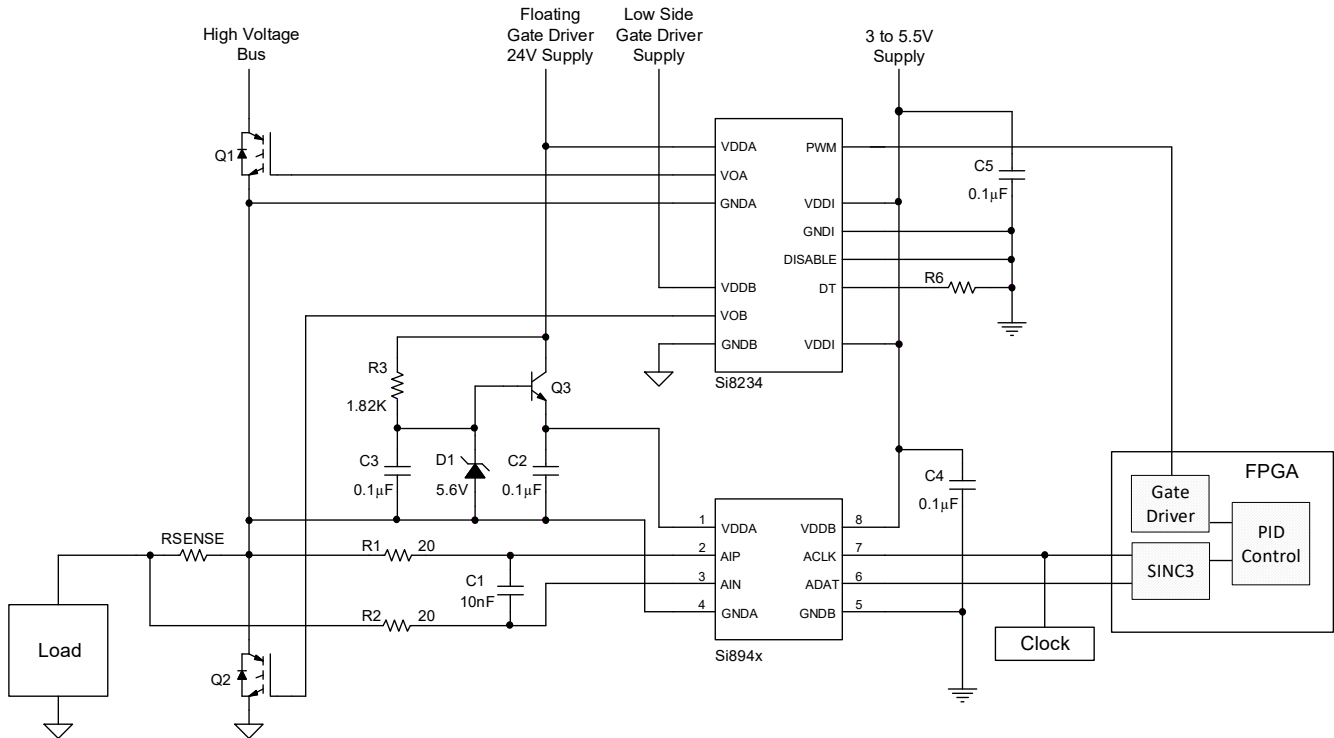 High Voltage
Bus
Floating
Gate Driver
24V Supply
Low Side
Gate Driver
Supply
3 to 5.5V
Supply
Q1
VDDA
VOA
GNDA
VDDB
VOB
GNDB
PWM
VDDI
GNDI
DISABLE
DT
VDDI
Si8234
C5
0.1µF
R6
R3
1.82K
Q3
C3
0.1µF
D1
5.6V
C2
0.1µF
C4
0.1µF
RSENSE
R1 20
C1
10nF
R2 20
Load
Q2
1 VDDA
2 AIP
3 AIN
4 GNDA
VDDB 8
ACLK 7
ADAT 6
GNDB 5
Si894x
Clock
FPGA
Gate
Driver
PID
Control
SINC3